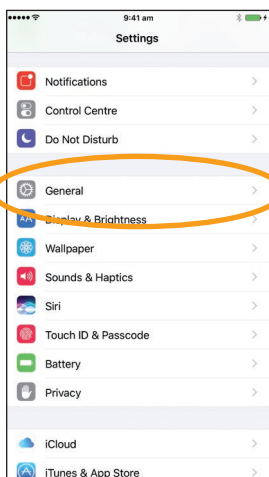 9:41 am
Settings
Notifications
Control Centre
Do Not Disturb
General
Display & Brightness
Wallpaper
Sounds & Haptics
Siri
Touch ID & Passcode
Battery
Privacy
iCloud
iTunes & App Store